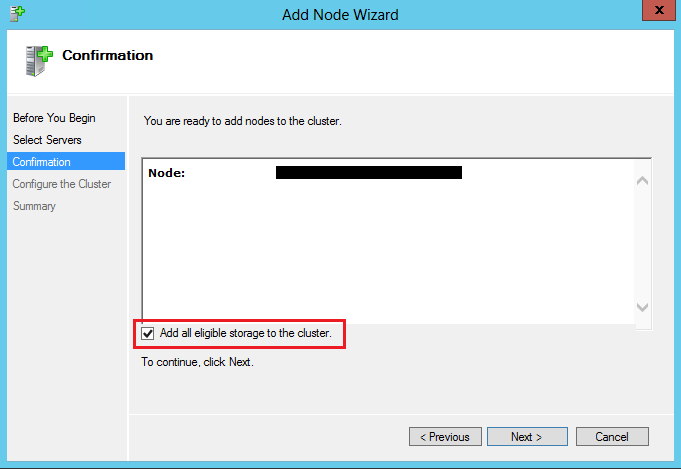 Add Node Wizard
x
Confirmation
Before You Begin
Select Servers
Confirmation
Configure the Cluster
Summary
You are ready to add nodes to the cluster.
Node:
Add all eligible storage to the cluster.
To continue, click Next.
< Previous
Next >
Cancel